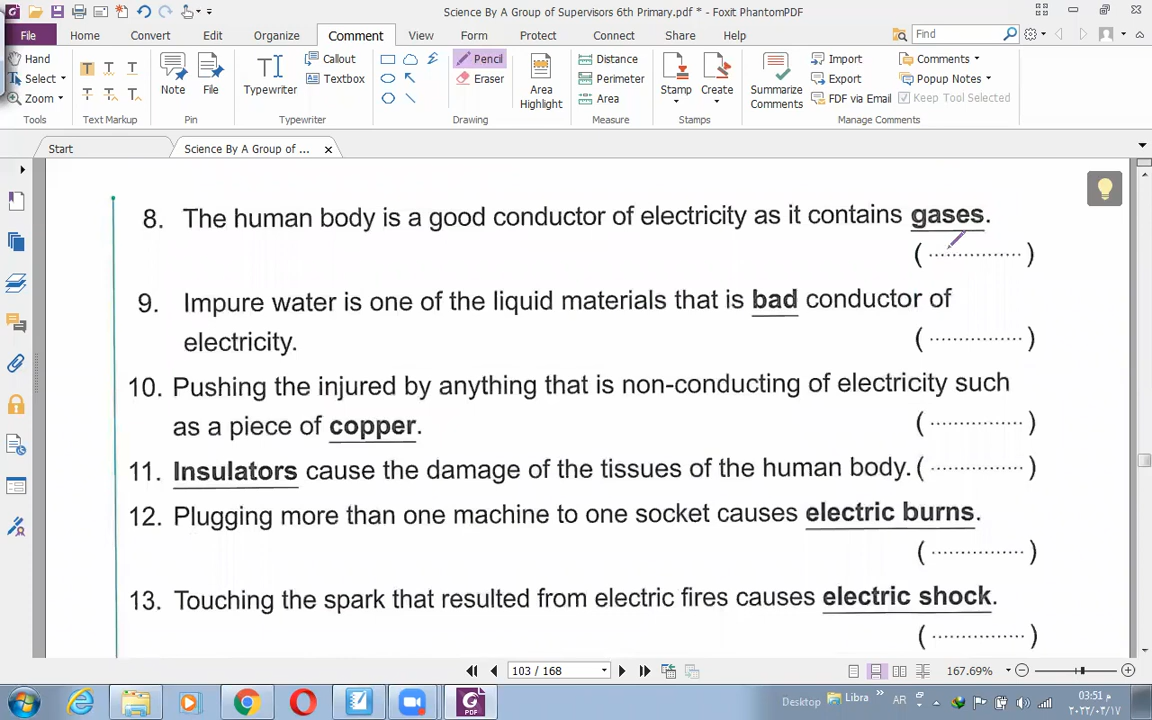 Science By A Group of Supervisors 6th Primary.pdf * - Foxit PhantomPDF
File Home Convert Edit Organize Comment View Form Protect Connect Share Help Find
Hand
Select
Zoom
Tools
Text Markup
Note
File
Pin
Typewriter
Callout
Textbox
Typewriter
Pencil
Eraser
Drawing
Area Highlight
Distance
Perimeter
Area
Measure
Stamp
Create
Stamps
Summarize Comments
Import
Export
FDF via Email
Comments
Popup Notes
Keep Tool Selected
Manage Comments
Start
Science By A Group of ...
8. The human body is a good conductor of electricity as it contains gases.
(....................)
9. Impure water is one of the liquid materials that is bad conductor of
electricity. (....................)
10. Pushing the injured by anything that is non-conducting of electricity such
as a piece of copper. (....................)
11. Insulators cause the damage of the tissues of the human body. (....................)
12. Plugging more than one machine to one socket causes electric burns.
(....................)
13. Touching the spark that resulted from electric fires causes electric shock.
(....................)
103 / 168
167.69%
Desktop Libra AR
03:51 م
٢٠٢٢/٠٣/١٧